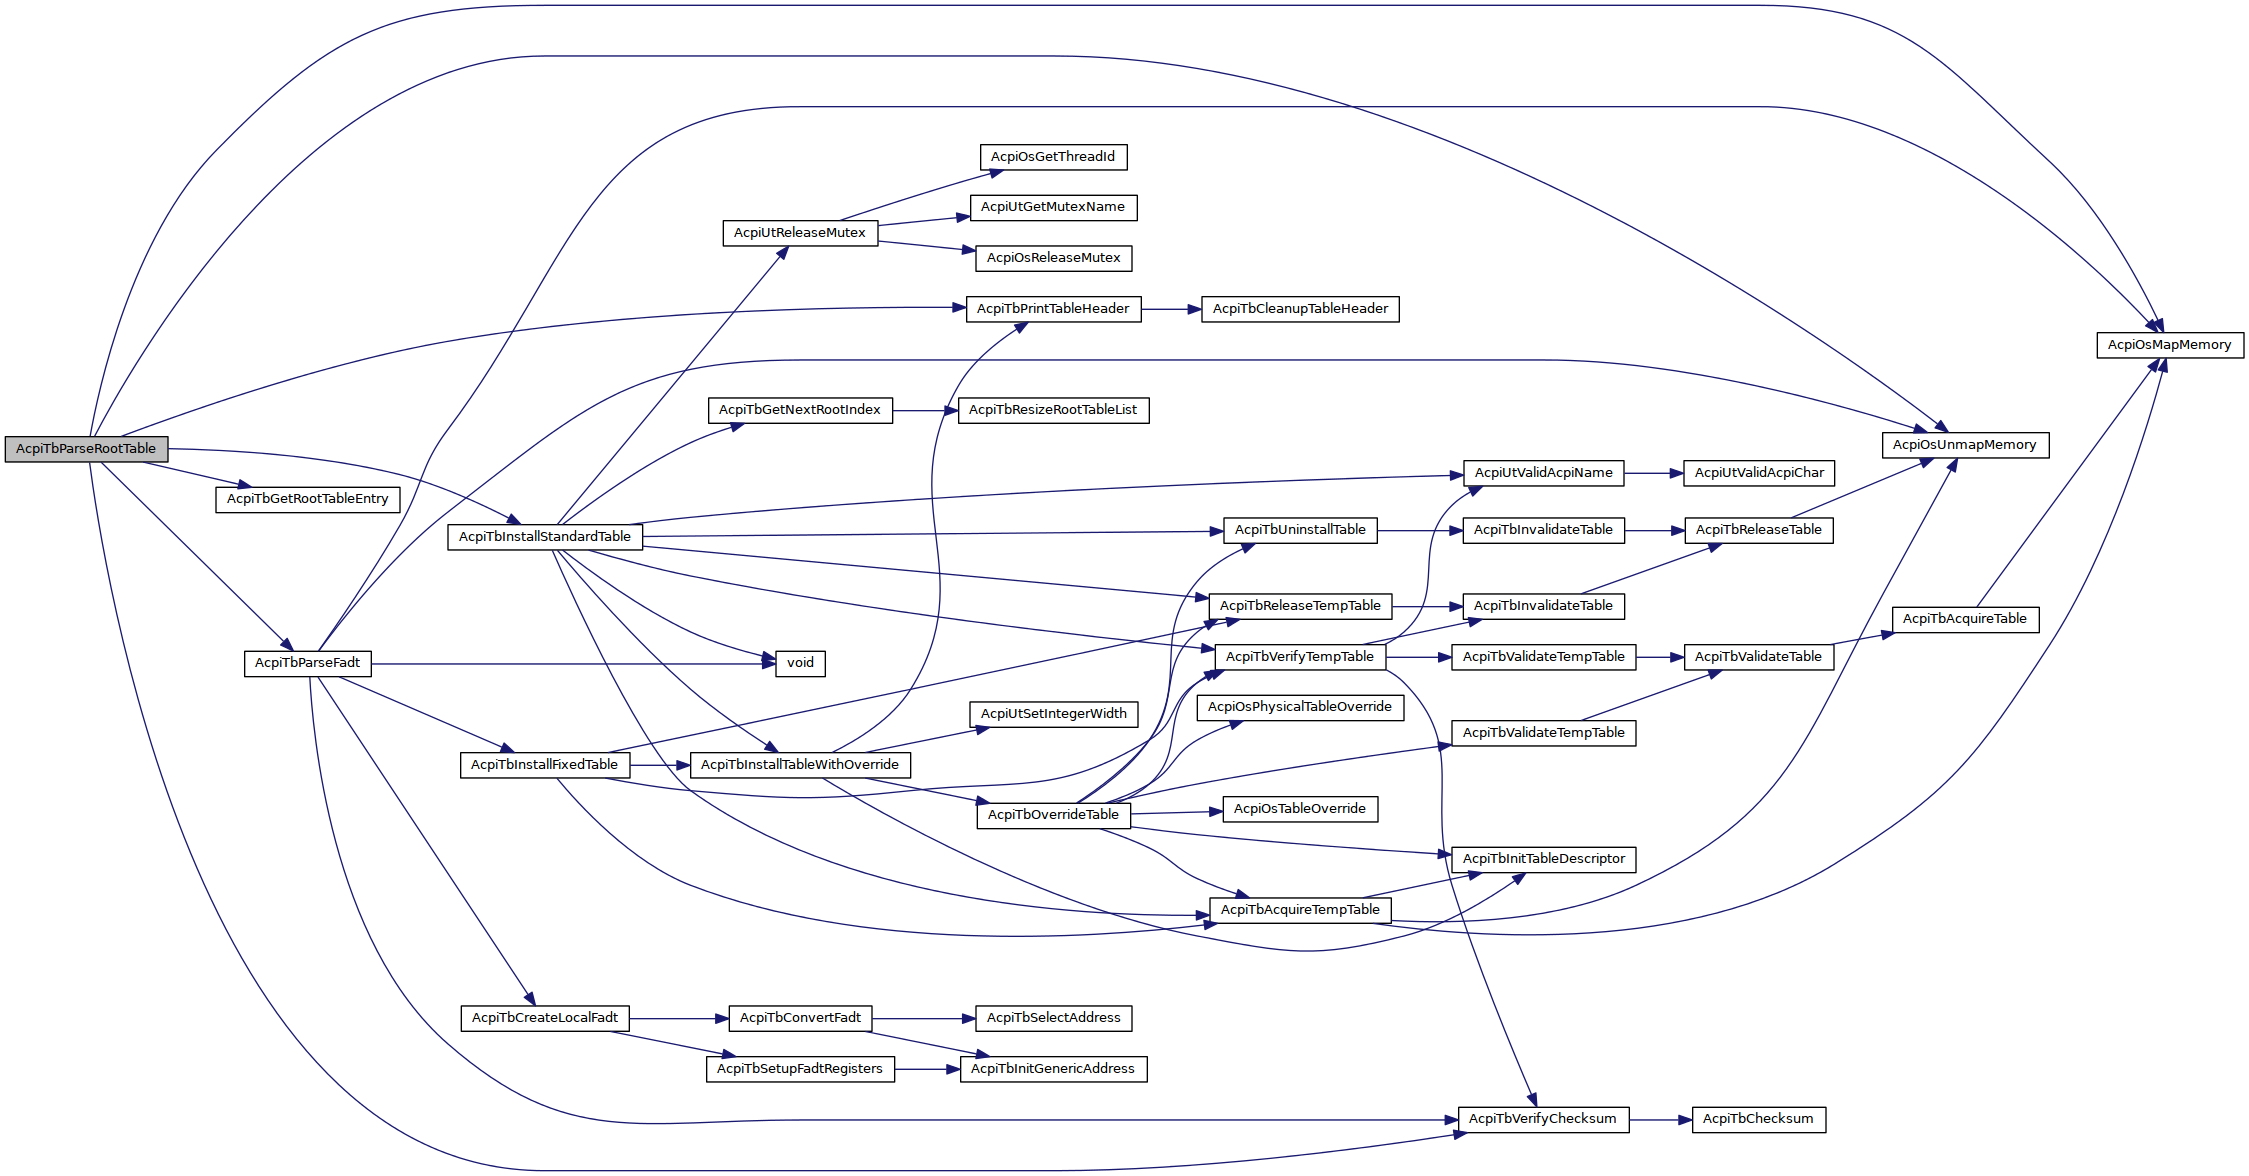 AcpiOsGetThreadId
AcpiUtGetMutexName
AcpiUtReleaseMutex
AcpiOsReleaseMutex
AcpiTbPrintTableHeader
AcpiTbCleanupTableHeader
AcpiOsMapMemory
AcpiTbGetNextRootIndex
AcpiTbResizeRootTableList
AcpiTbParseRootTable
AcpiOsUnmapMemory
AcpiUtValidAcpiName
AcpiUtValidAcpiChar
AcpiTbGetRootTableEntry
AcpiTbInstallStandardTable
AcpiTbUninstallTable
AcpiTbInvalidateTable
AcpiTbReleaseTable
AcpiTbReleaseTempTable
AcpiTbInvalidateTable
AcpiTbAcquireTable
AcpiTbParseFadt
void
AcpiTbVerifyTempTable
AcpiTbValidateTempTable
AcpiTbValidateTable
AcpiUtSetIntegerWidth
AcpiOsPhysicalTableOverride
AcpiTbValidateTempTable
AcpiTbInstallFixedTable
AcpiTbInstallTableWithOverride
AcpiTbOverrideTable
AcpiOsTableOverride
AcpiTbInitTableDescriptor
AcpiTbAcquireTempTable
AcpiTbCreateLocalFadt
AcpiTbConvertFadt
AcpiTbSelectAddress
AcpiTbSetupFadtRegisters
AcpiTbInitGenericAddress
AcpiTbVerifyChecksum
AcpiTbChecksum